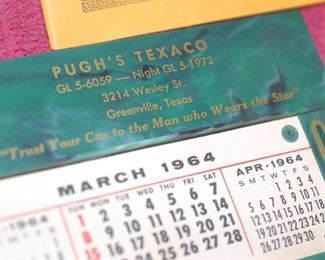 PUGH'S TEXACO
GL 5-6059 — Night GL 5-1972
3214 Wesley St.
Greenville, Texas
"Trust Your Car to the Man who Wears the Star"
MARCH 1964
SUN MON TUE WED THU FRI SAT
1 2 3 4 5 6 7
8 9 10 11 12 13 14
15 16 17 18 19 20 21
-1964
W T F S
APR·1964
S M T W T F S
1 2 3 4
5 6 7 8 9 10 11
12 13 14 15 16 17 18
19 20 21 22 23 24 25
26 27 28 29 30